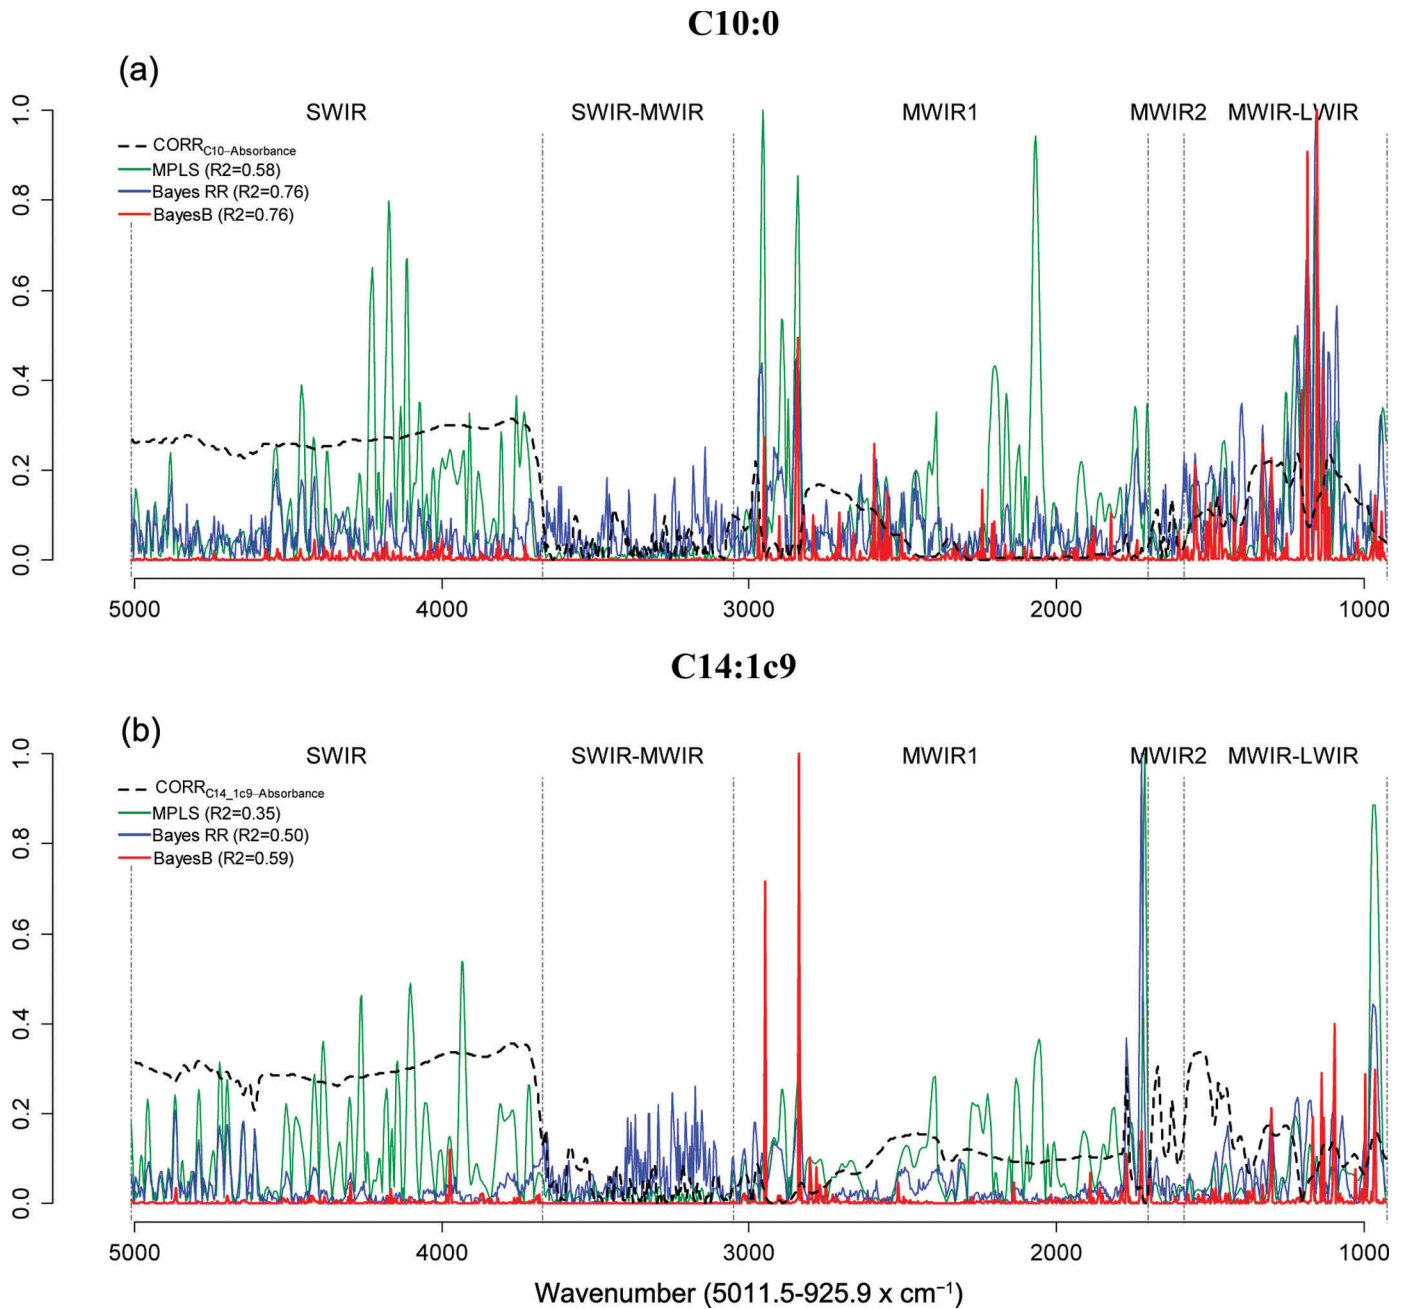 C10:0
(a)
SWIR SWIR-MWIR MWIR1 MWIR2 MWIR-LWIR
CORRC10–Absorbance
MPLS (R2=0.58)
Bayes RR (R2=0.76)
BayesB (R2=0.76)
1.0
0.8
0.6
0.4
0.2
0.0
5000 4000 3000 2000 1000
C14:1c9
(b)
SWIR SWIR-MWIR MWIR1 MWIR2 MWIR-LWIR
CORRC14_1c9–Absorbance
MPLS (R2=0.35)
Bayes RR (R2=0.50)
BayesB (R2=0.59)
1.0
0.8
0.6
0.4
0.2
0.0
5000 4000 3000 2000 1000
Wavenumber (5011.5-925.9 x cm⁻¹)